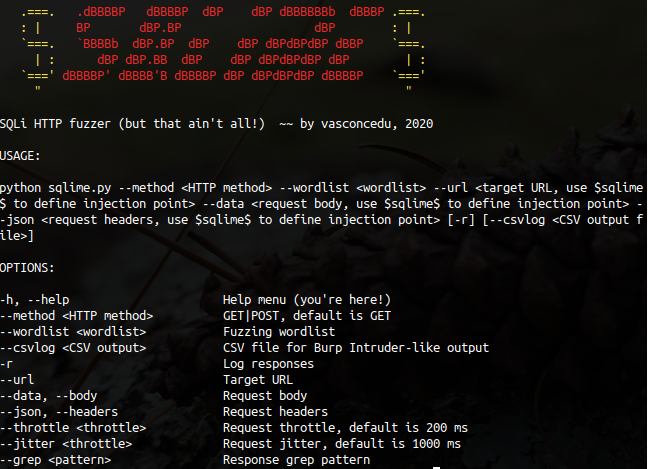 .===.  .dBBBBP   dBBBBP  dBP    dBP dBBBBBBb  dBBBP .===.
: |     BP       dBP.BP                  dBP        : |
`===.   `BBBBb  dBP.BP  dBP    dBP dBPdBPdBP dBBP    `===.
  | :      dBP dBP.BB  dBP    dBP dBPdBPdBP dBP        | :
`===' dBBBBP' dBBBB'B dBBBBP dBP dBPdBPdBP dBBBBP    `==='
  "                                                   "
SQLi HTTP fuzzer (but that ain't all!)  ~~ by vasconcedu, 2020
USAGE:
python sqlime.py --method <HTTP method> --wordlist <wordlist> --url <target URL, use $sqlime
$ to define injection point> --data <request body, use $sqlime$ to define injection point> -
-json <request headers, use $sqlime$ to define injection point> [-r] [--csvlog <CSV output f
ile>]
OPTIONS:
-h, --help                   Help menu (you're here!)
--method <HTTP method>       GET|POST, default is GET
--wordlist <wordlist>        Fuzzing wordlist
--csvlog <CSV output>        CSV file for Burp Intruder-like output
-r                           Log responses
--url                        Target URL
--data, --body               Request body
--json, --headers            Request headers
--throttle <throttle>        Request throttle, default is 200 ms
--jitter <throttle>          Request jitter, default is 1000 ms
--grep <pattern>             Response grep pattern